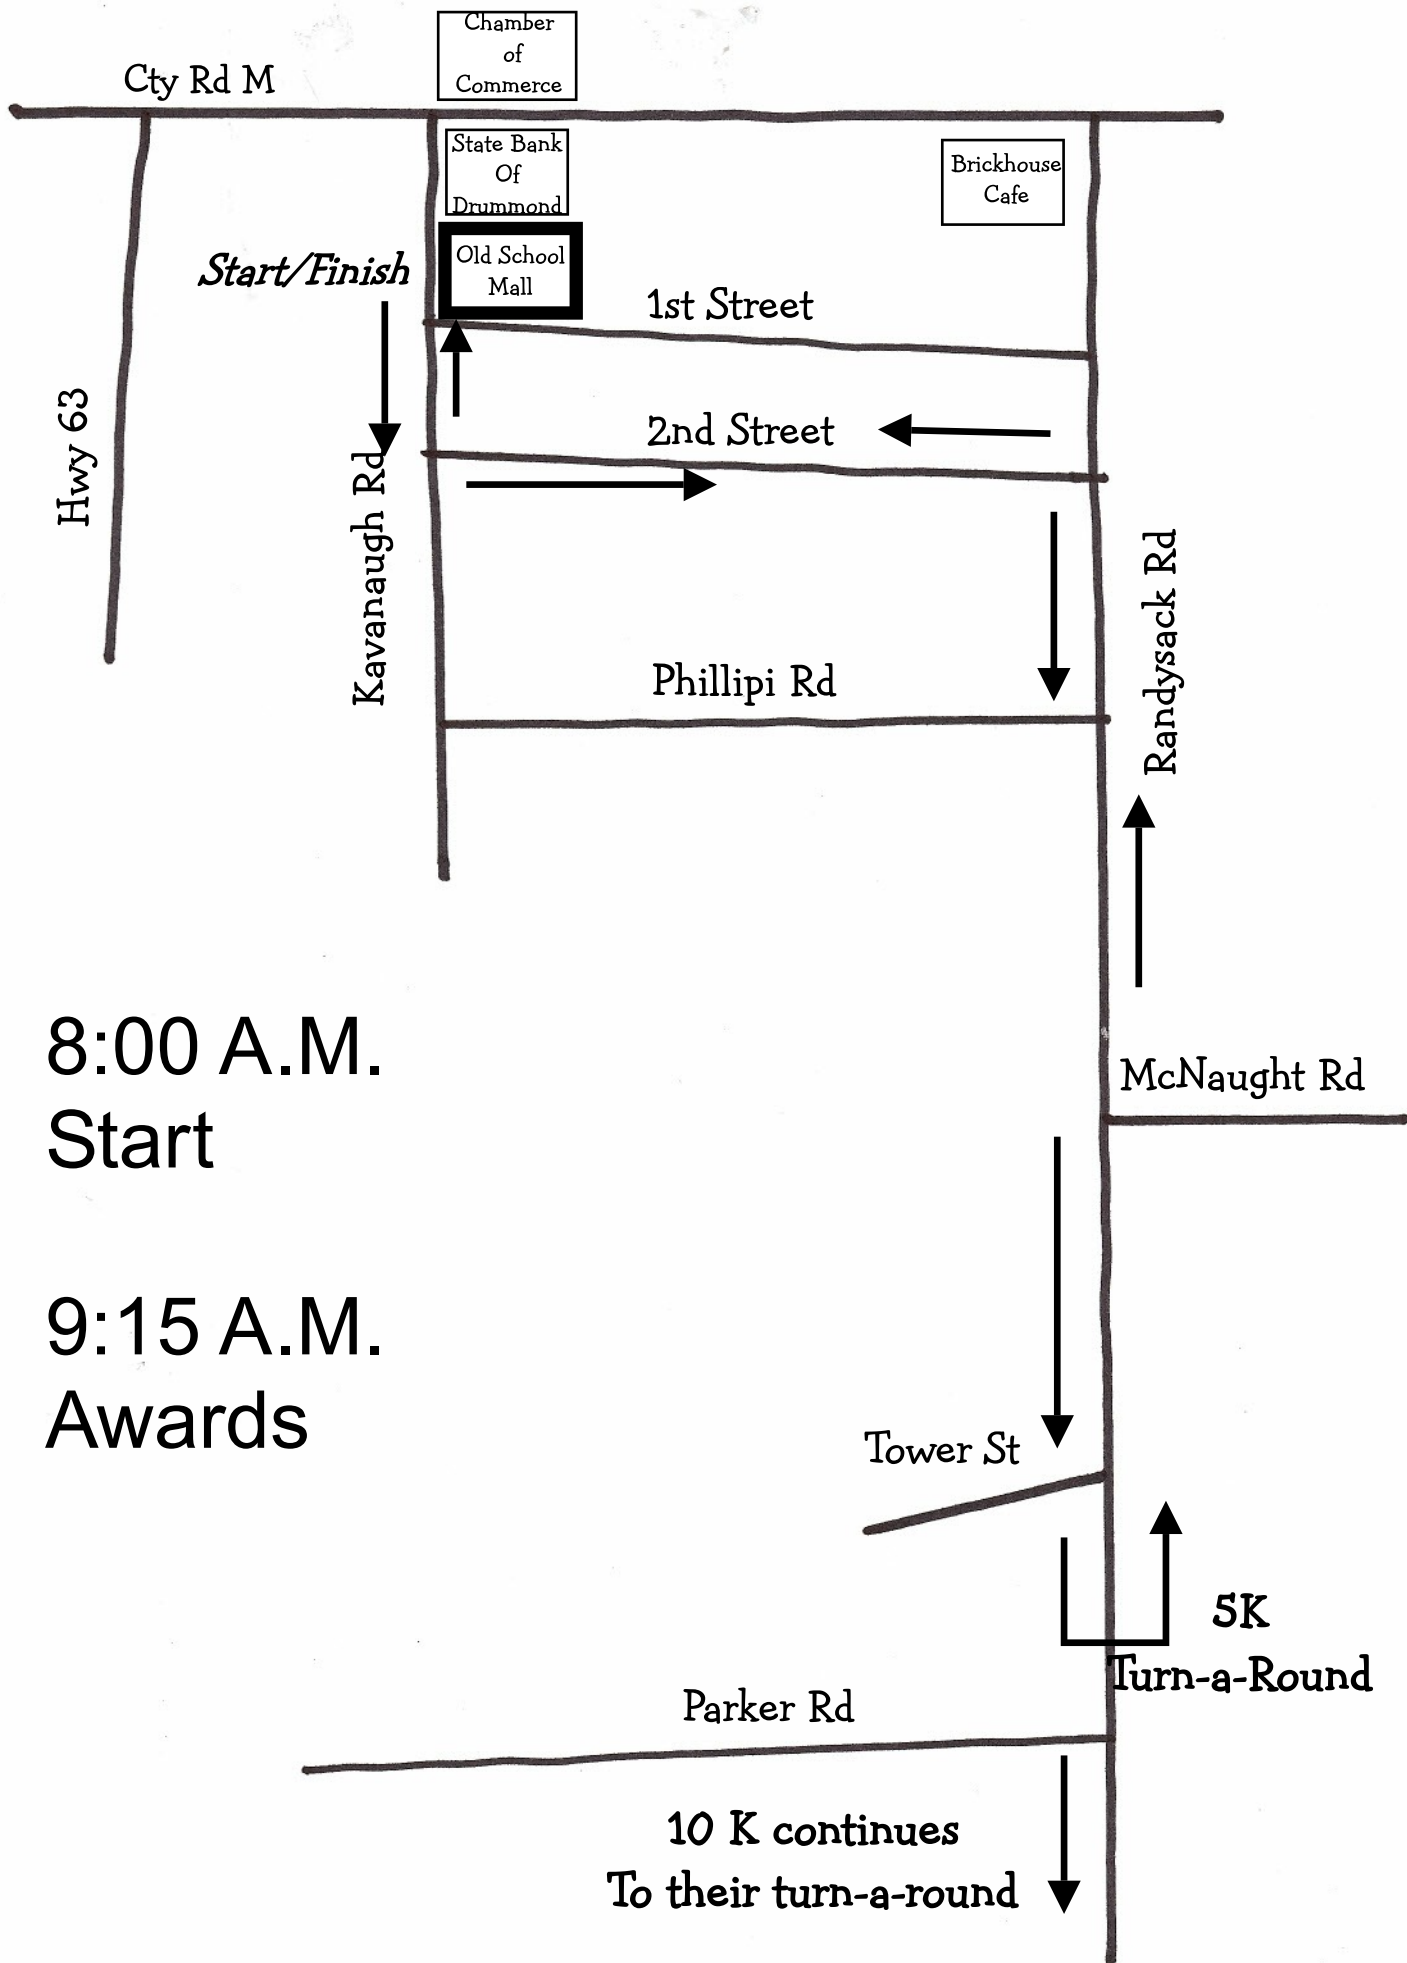 Chamber
of
Commerce
Cty Rd M
State Bank
Of
Drummond
Brickhouse
Cafe
Start/Finish
Old School
Mall
1st Street
Hwy 63
2nd Street
Kavanaugh Rd
Randysack Rd
Phillipi Rd
8:00 A.M.
Start
McNaught Rd
9:15 A.M.
Awards
Tower St
5K
Turn-a-Round
Parker Rd
10 K continues
To their turn-a-round